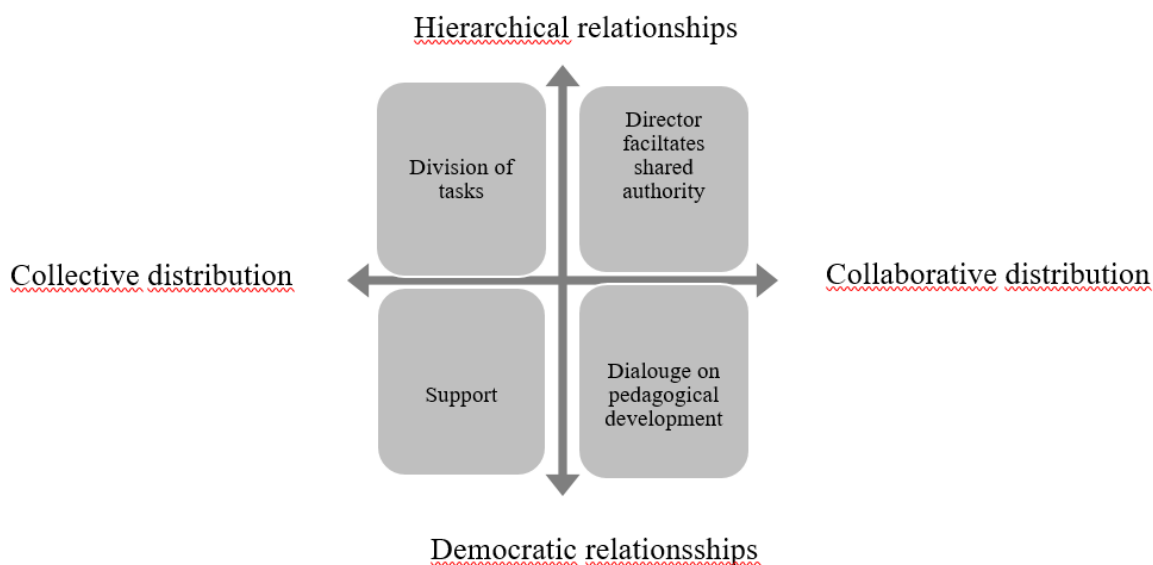 Hierarchical relationships
Division of
tasks
Director
faciltates
shared
authority
Collective distribution
Collaborative distribution
Support
Dialouge on
pedagogical
development
Democratic relationsships